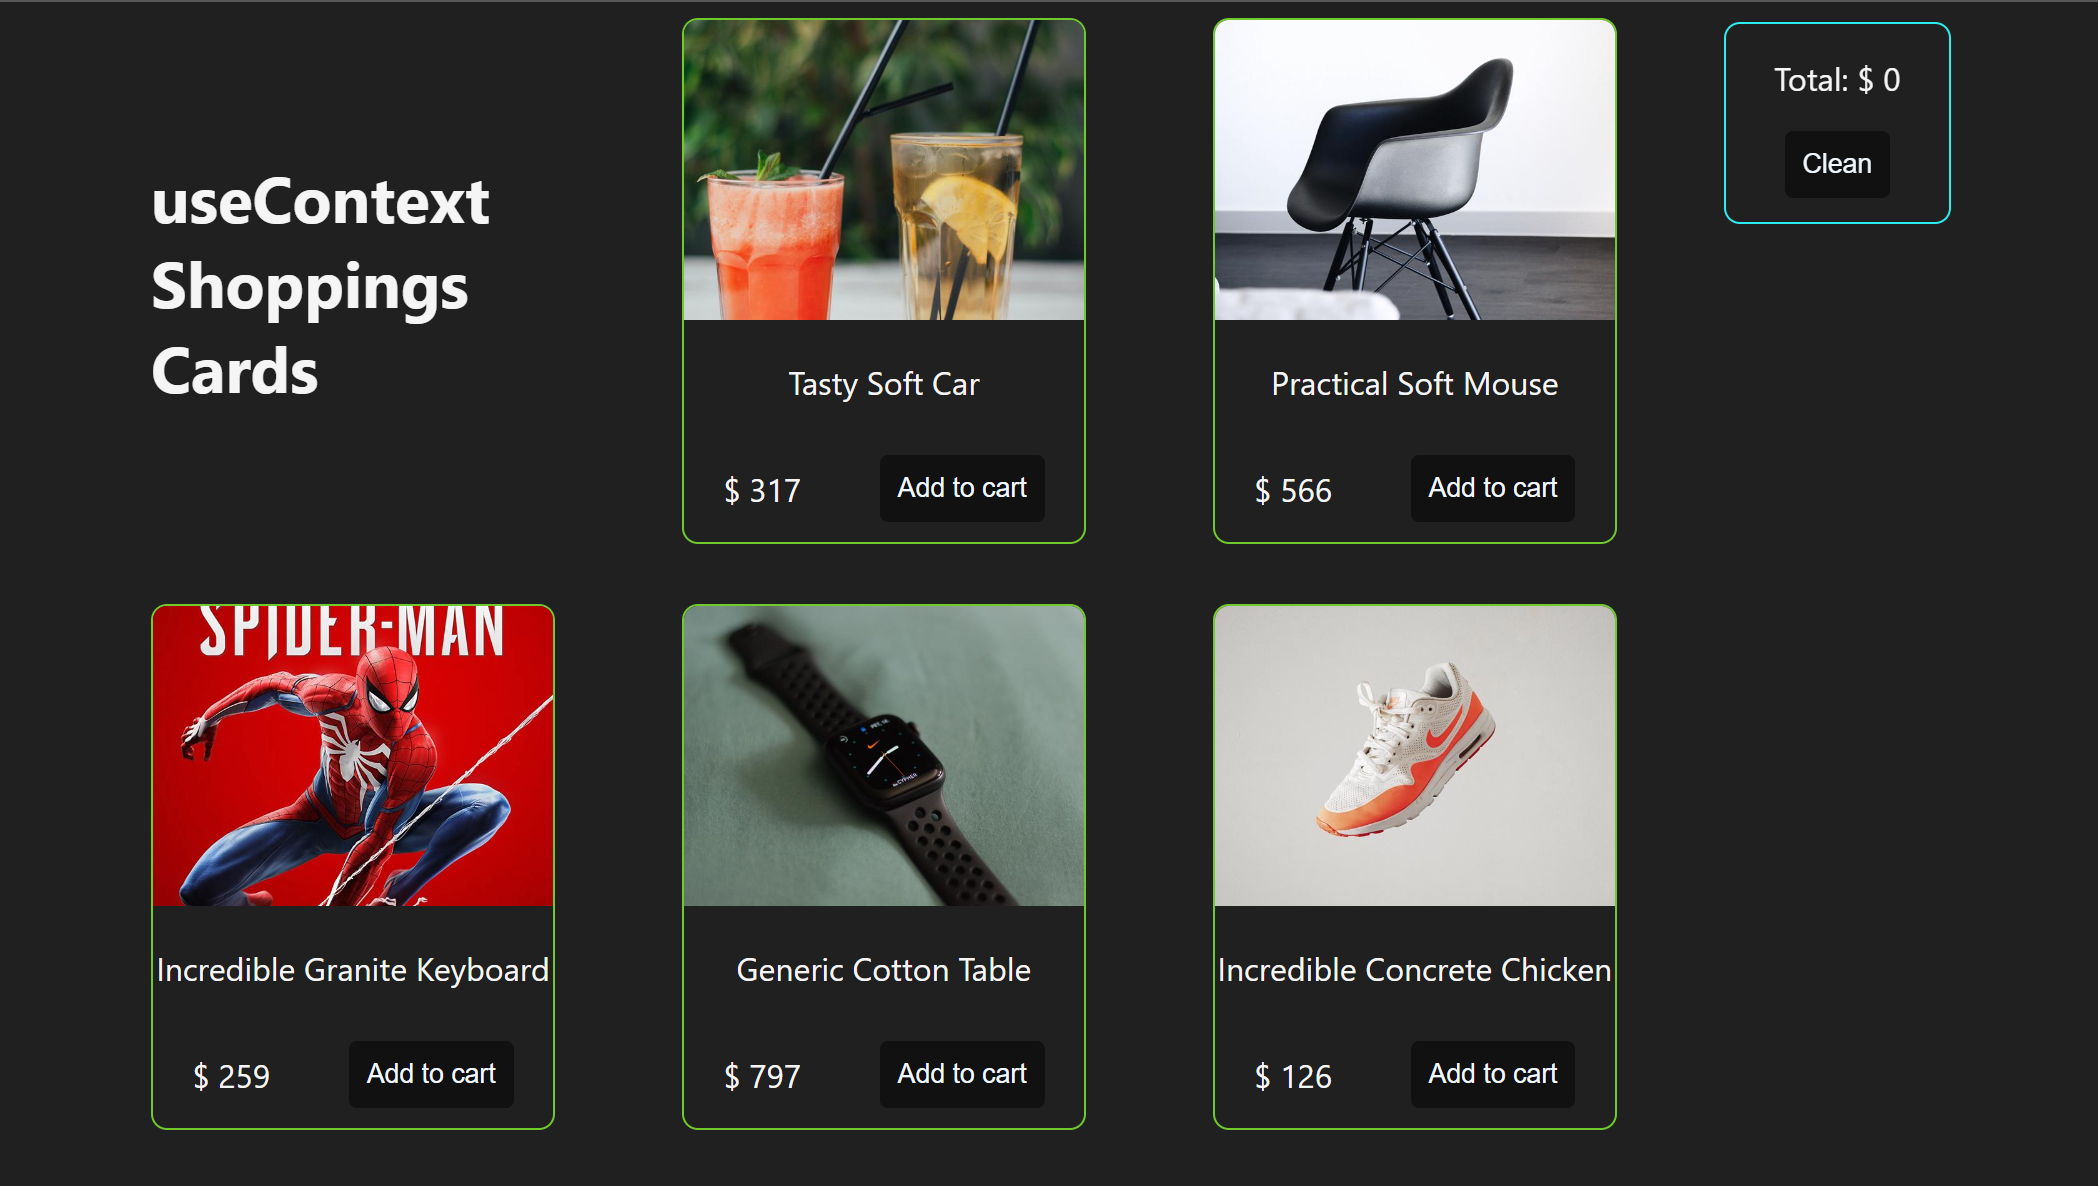 useContext
Shoppings
Cards
Tasty Soft Car
$ 317
Add to cart
Practical Soft Mouse
$ 566
Add to cart
Total: $ 0
Clean
SPIDER-MAN
Incredible Granite Keyboard
$ 259
Add to cart
Generic Cotton Table
$ 797
Add to cart
Incredible Concrete Chicken
$ 126
Add to cart